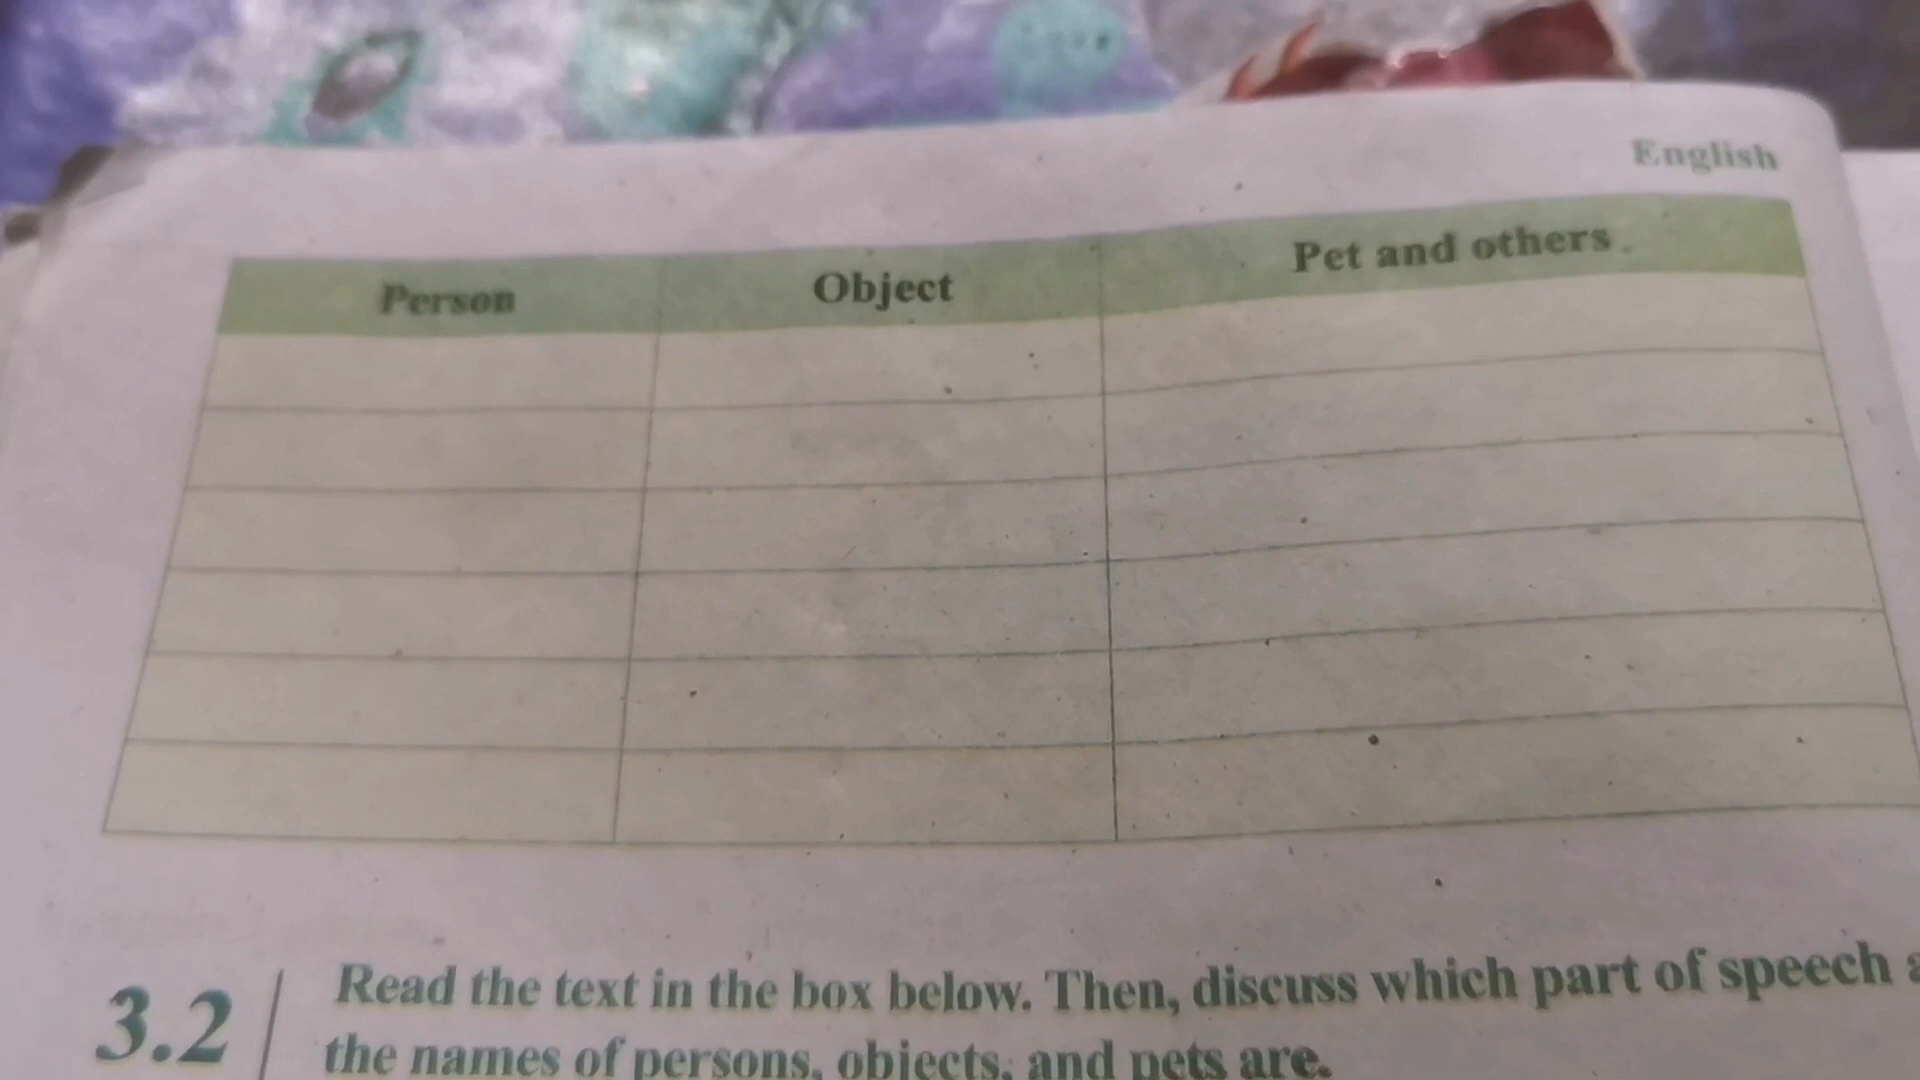 English
Person Object Pet and others
3.2 Read the text in the box below. Then, discuss which part of speech
the names of persons, objects, and pets are.